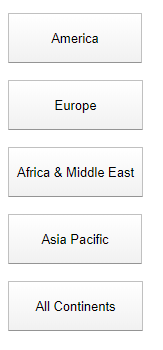 America
Europe
Africa & Middle East
Asia Pacific
All Continents